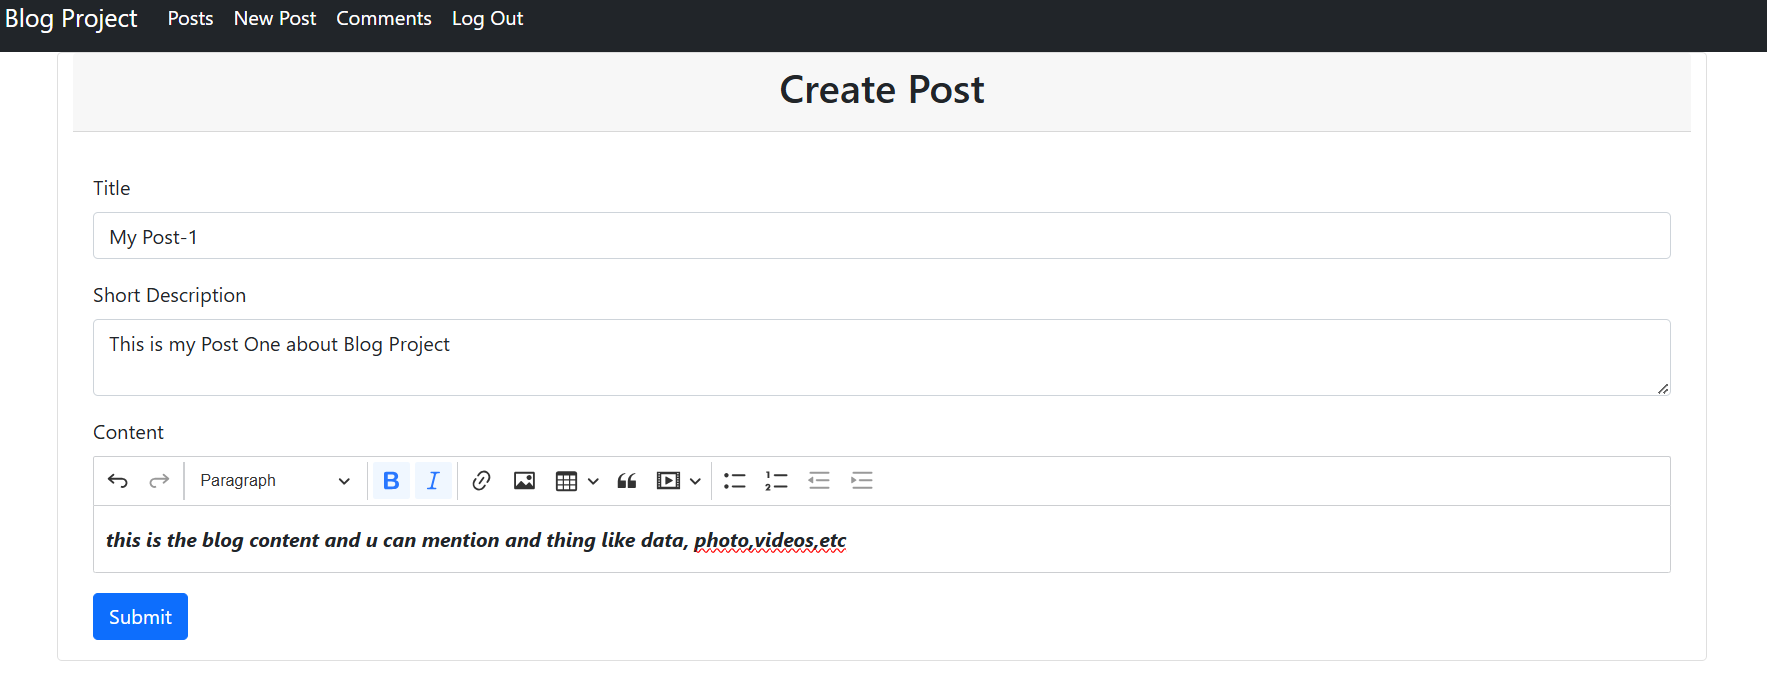 Blog Project Posts New Post Comments Log Out
Create Post
Title
My Post-1
Short Description
This is my Post One about Blog Project
Content
Paragraph B I
this is the blog content and u can mention and thing like data, photo,videos,etc
Submit